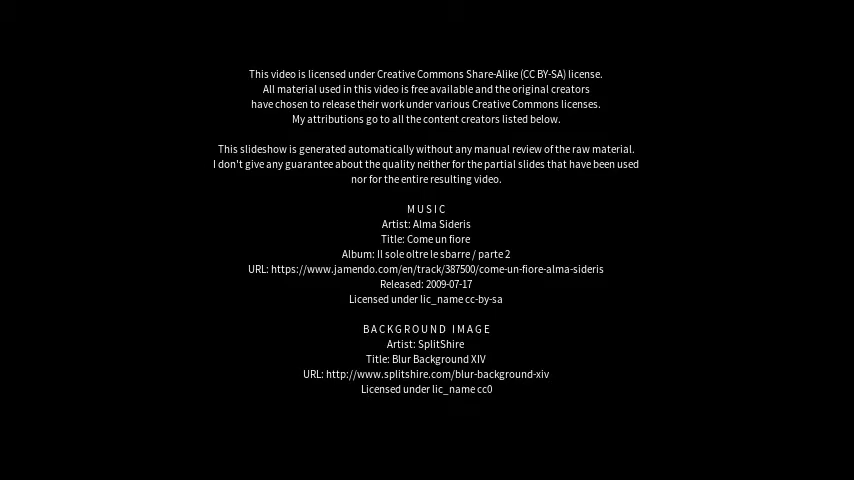 This video is licensed under Creative Commons Share-Alike (CC BY-SA) license.
All material used in this video is free available and the original creators
have chosen to release their work under various Creative Commons licenses.
My attributions go to all the content creators listed below.
This slideshow is generated automatically without any manual review of the raw material.
I don't give any guarantee about the quality neither for the partial slides that have been used
nor for the entire resulting video.
MUSIC
Artist: Alma Sideris
Title: Come un fiore
Album: Il sole oltre le sbarre / parte 2
URL: https://www.jamendo.com/en/track/387500/come-un-fiore-alma-sideris
Released: 2009-07-17
Licensed under lic_name cc-by-sa
BACKGROUND IMAGE
Artist: SplitShire
Title: Blur Background XIV
URL: http://www.splitshire.com/blur-background-xiv
Licensed under lic_name cc0